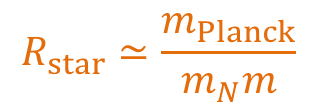 R_star ≃ m_Planck / m_N m